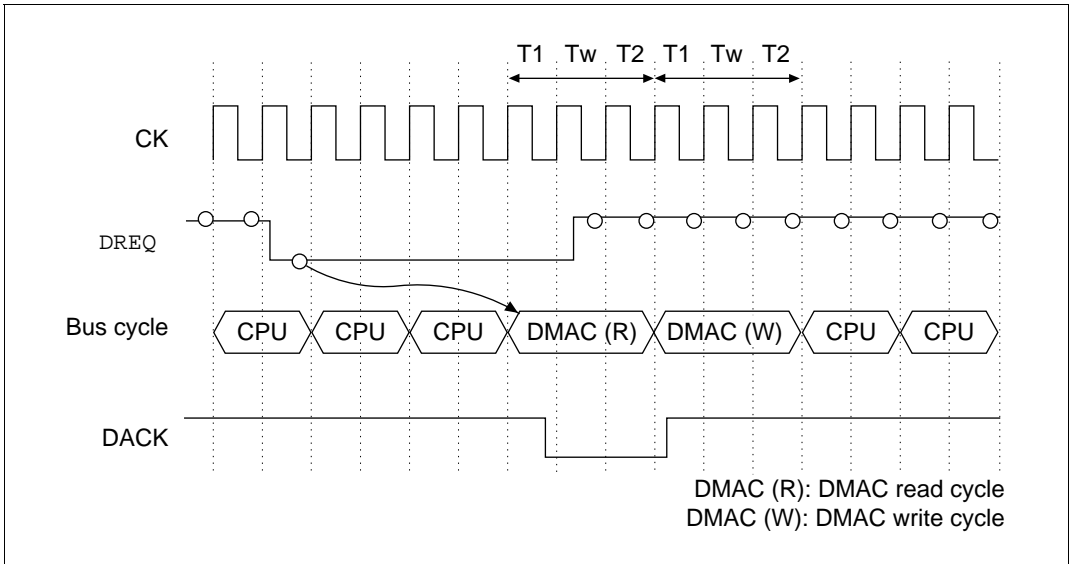 T1 Tw T2 T1 Tw T2
CK
DREQ
Bus cycle CPU CPU CPU DMAC (R) DMAC (W) CPU CPU
DACK
DMAC (R): DMAC read cycle
DMAC (W): DMAC write cycle